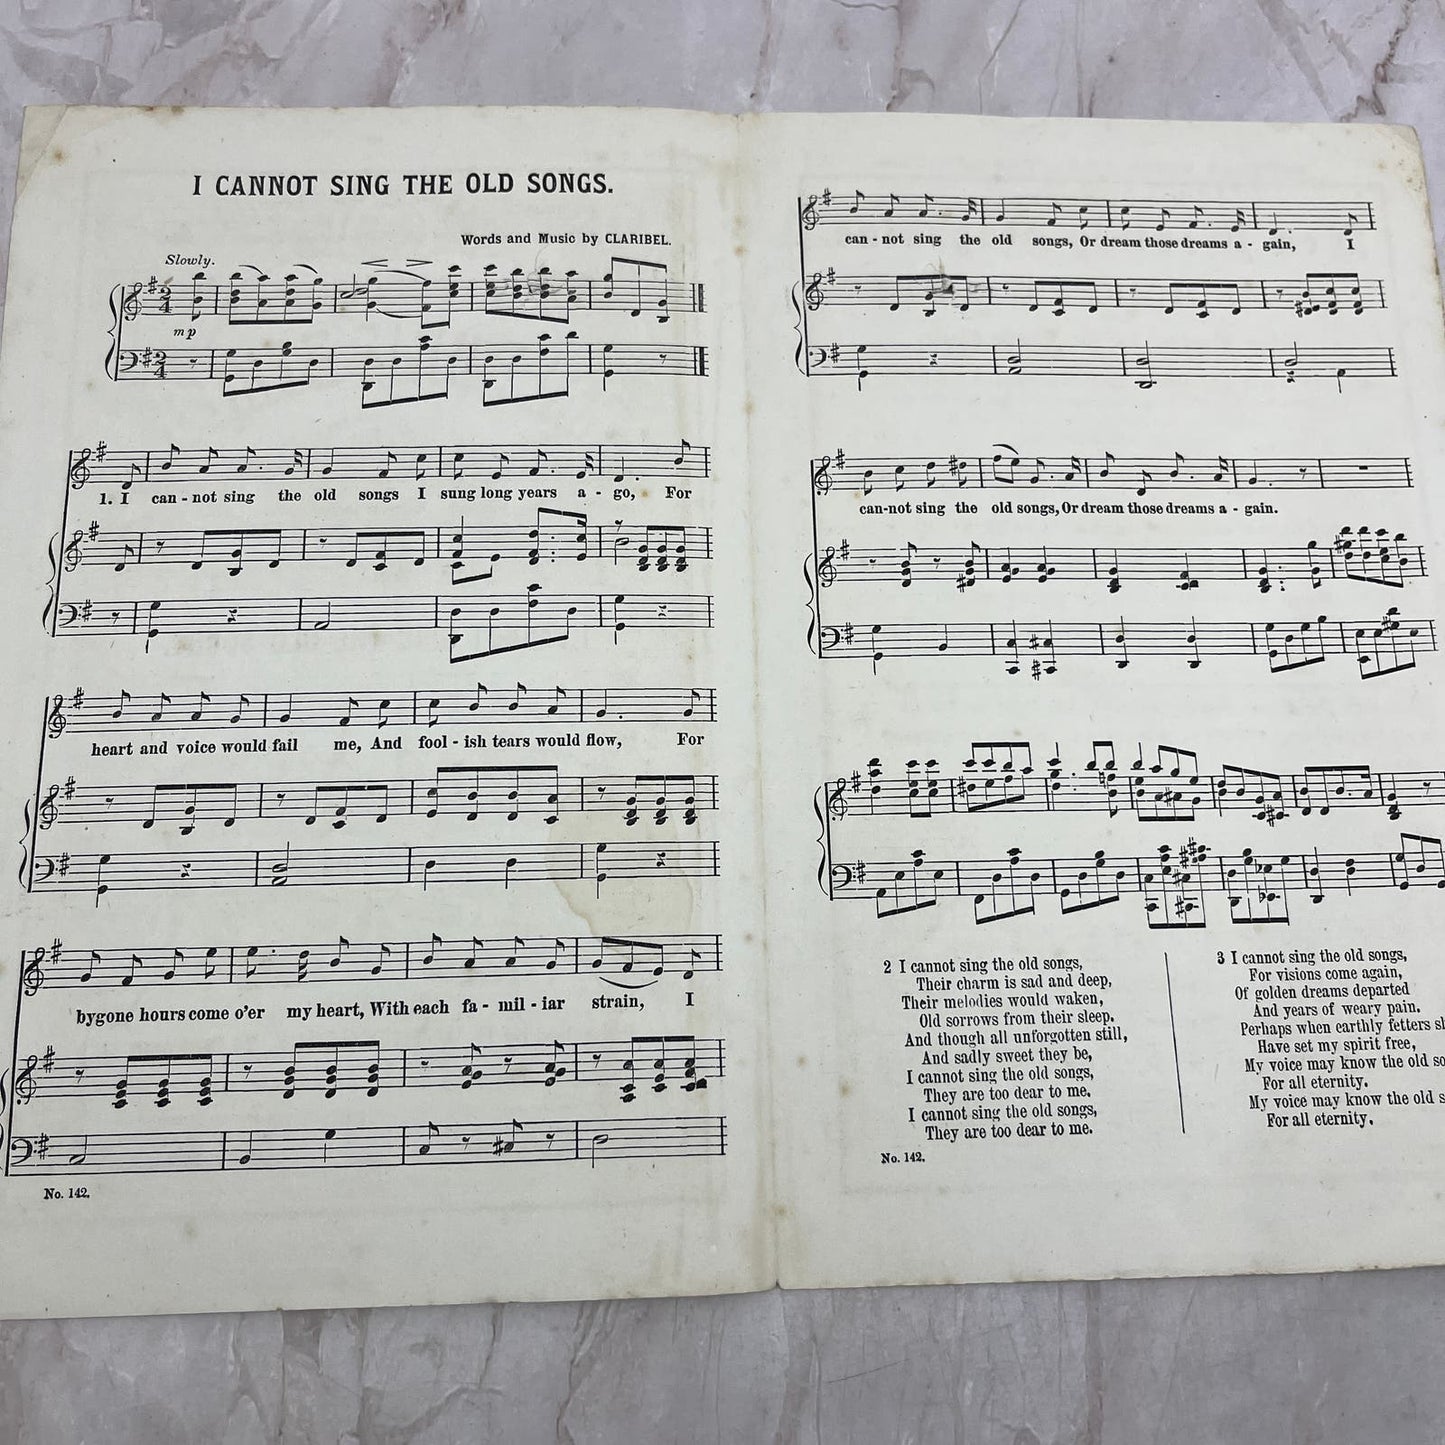 I CANNOT SING THE OLD SONGS.
Words and Music by CLARIBEL.
Slowly.
mp
1. I can - not sing the old songs I sung long years a - go, For
heart and voice would fail me, And fool - ish tears would flow, For
bygone hours come o'er my heart, With each fa - mil - iar strain, I
No. 142.
can - not sing the old songs, Or dream those dreams a - gain, I
can-not sing the old songs, Or dream those dreams a - gain.
2 I cannot sing the old songs,
Their charm is sad and deep,
Their melodies would waken,
Old sorrows from their sleep.
And though all unforgotten still,
And sadly sweet they be,
I cannot sing the old songs,
They are too dear to me.
I cannot sing the old songs,
They are too dear to me.
3 I cannot sing the old songs,
For visions come again,
Of golden dreams departed
And years of weary pain.
Perhaps when earthly fetters
Have set my spirit free,
My voice may know the old
For all eternity.
My voice may know the old
For all eternity.
No. 142.